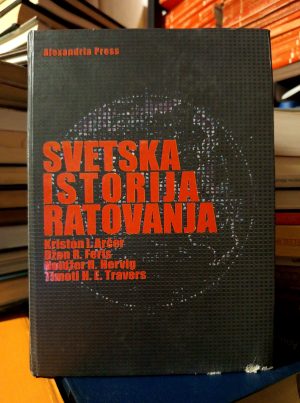 Alexandria Press
SVETSKA
ISTORIJA
RATOVANJA
Kriston I. Arčer
Džon R. Feris
Holdžer H. Hervig
Timoti H. E. Travers